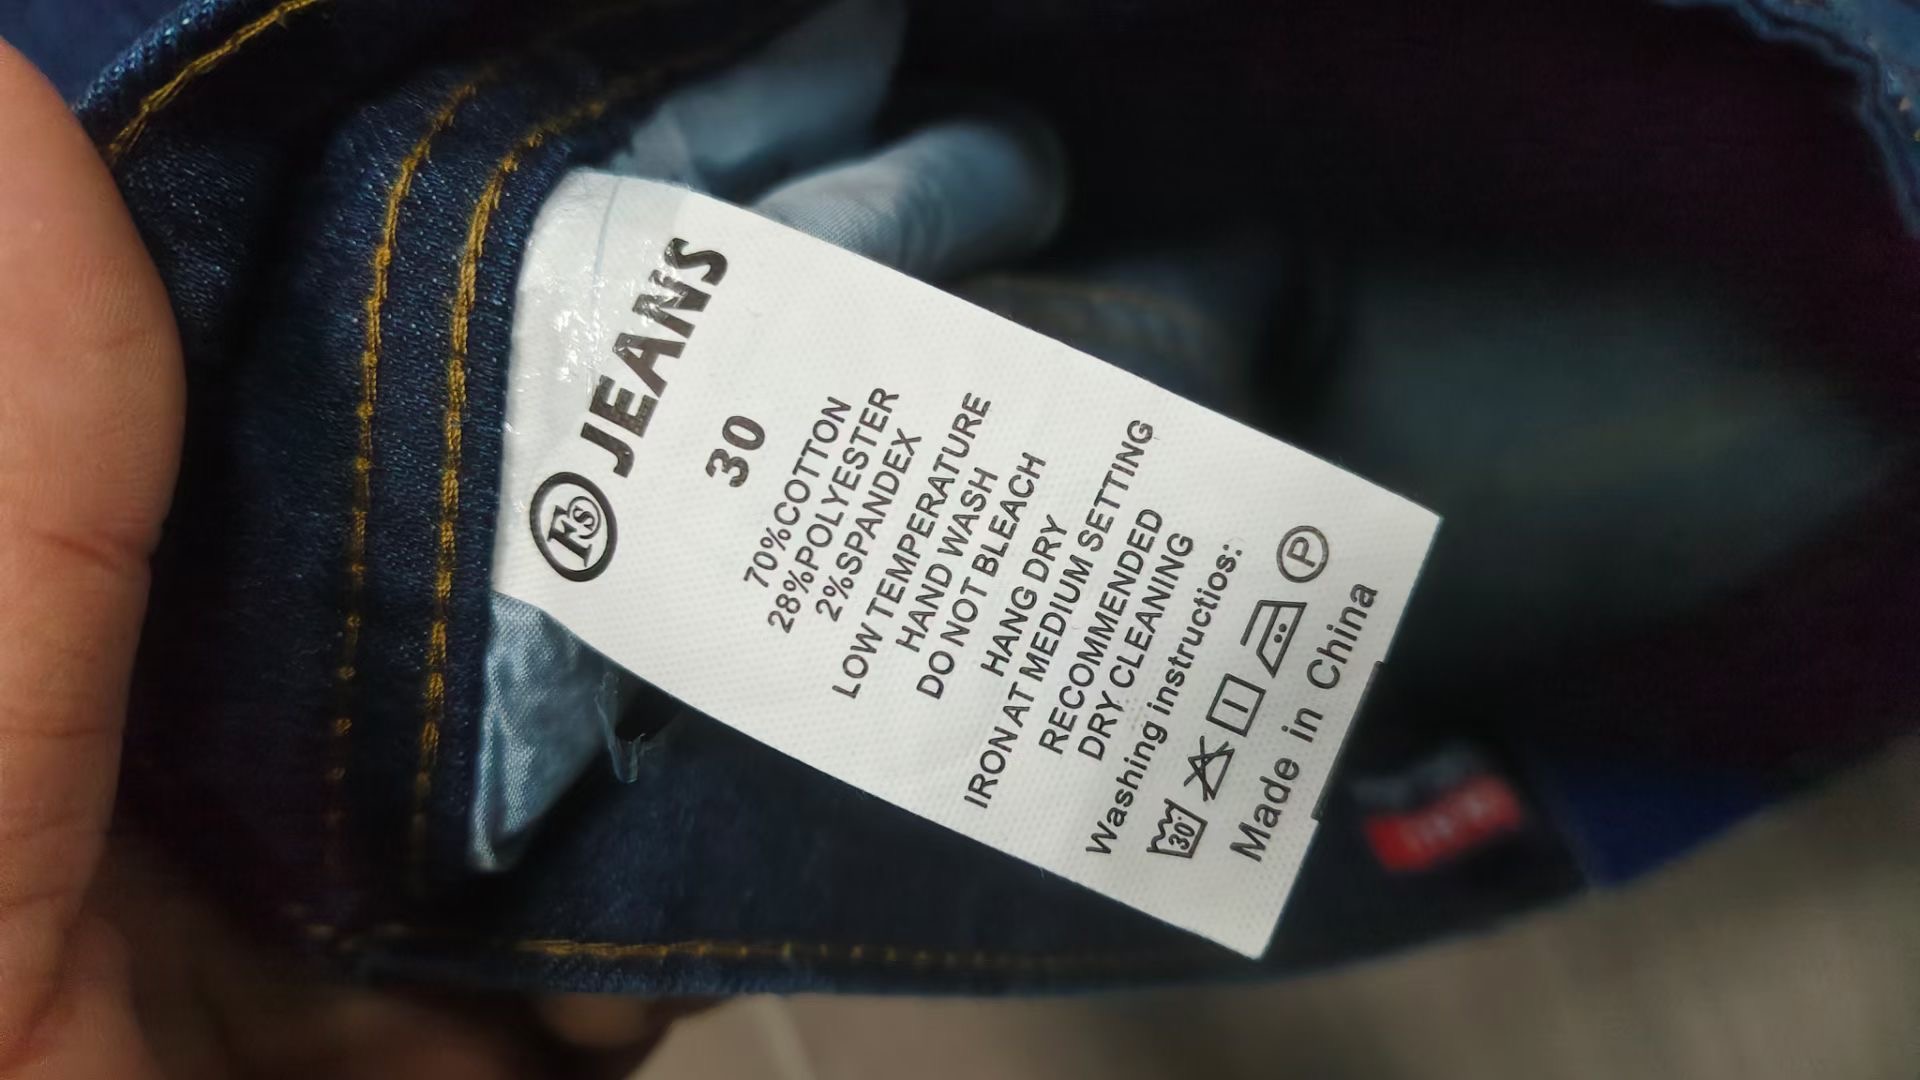 Fs JEANS
30
70%COTTON
28%POLYESTER
2%SPANDEX
LOW TEMPERATURE
HAND WASH
DO NOT BLEACH
HANG DRY
IRON AT MEDIUM SETTING
RECOMMENDED
DRY CLEANING
Washing instructios:
30 P
Made in China